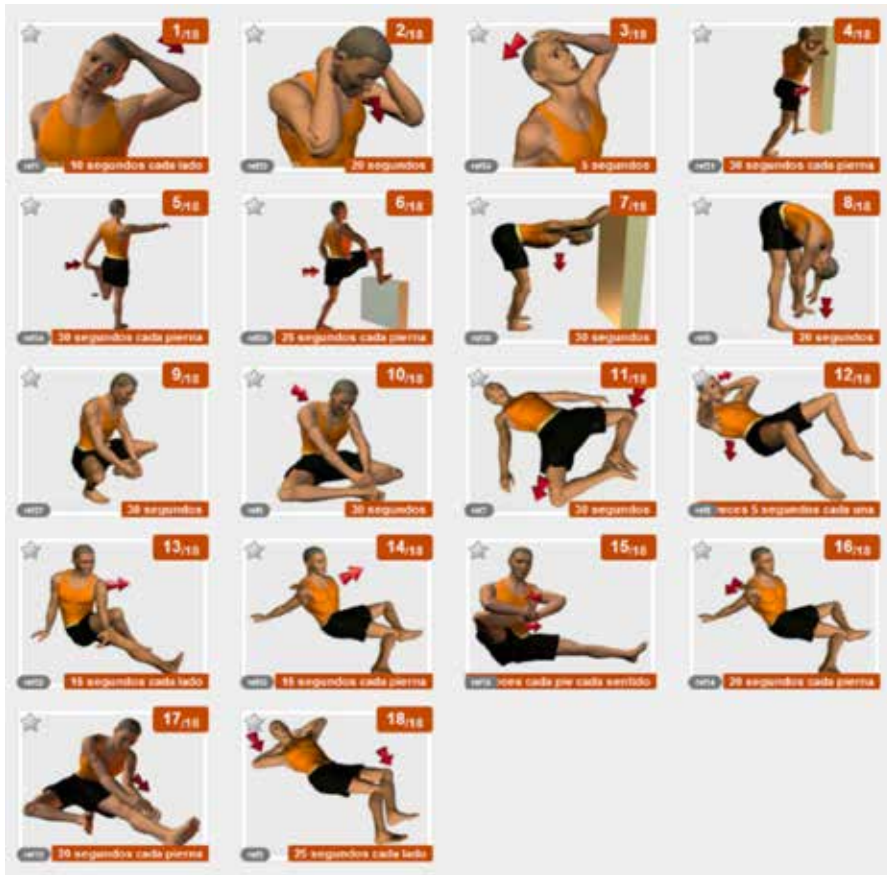 1/18
10 segundos cada lado
2/18
20 segundos
3/18
5 segundos
4/18
30 segundos cada pierna
5/18
30 segundos cada pierna
6/18
25 segundos cada pierna
7/18
30 segundos
8/18
20 segundos
9/18
30 segundos
10/18
30 segundos
11/18
30 segundos
12/18
veces 5 segundos cada una
13/18
15 segundos cada lado
14/18
15 segundos cada pierna
15/18
cada pie cada sentido
16/18
20 segundos cada pierna
17/18
20 segundos cada pierna
18/18
25 segundos cada lado